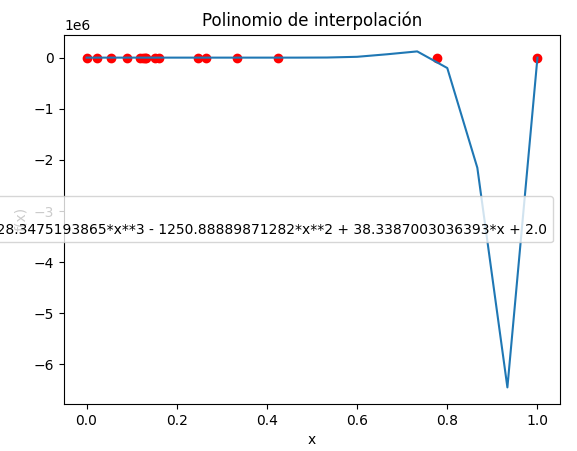 Polinomio de interpolación
1e6
0
−1
−2
−3
−4
−5
−6
28.3475193865*x**3 - 1250.88889871282*x**2 + 38.3387003036393*x + 2.0
0.0 0.2 0.4 0.6 0.8 1.0
x